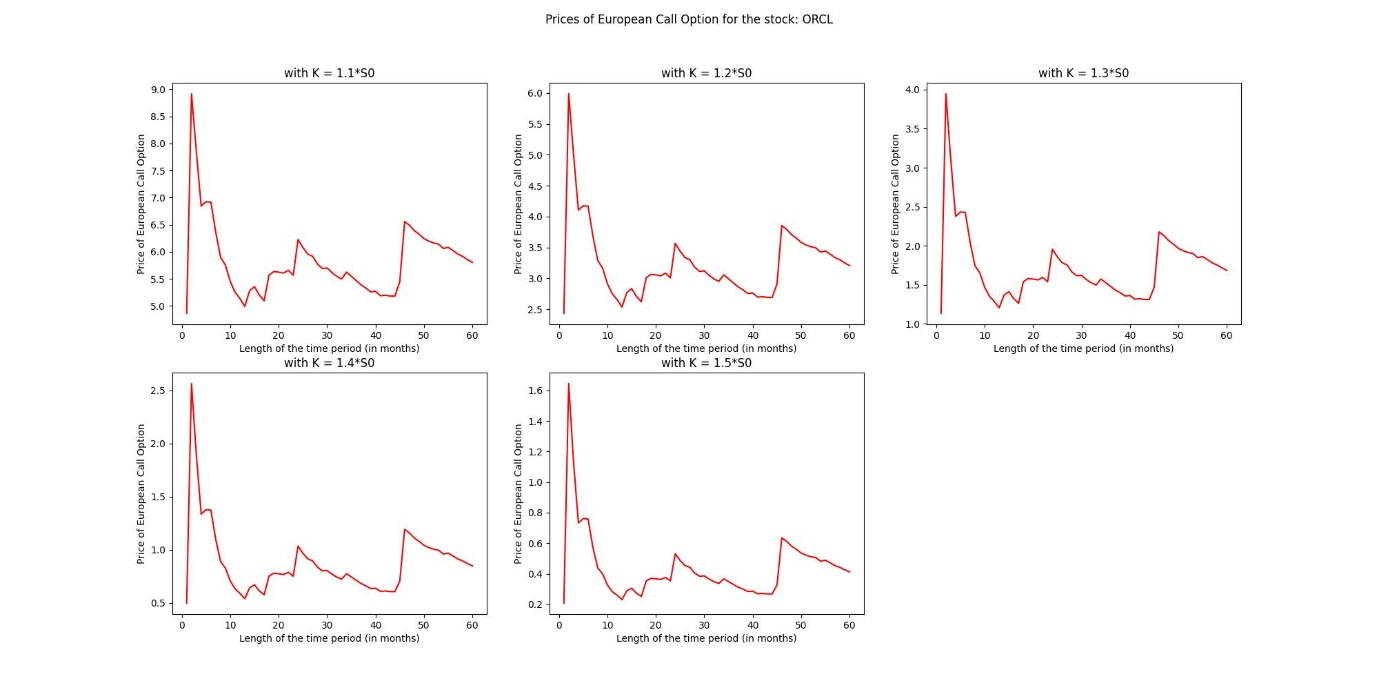 Prices of European Call Option for the stock: ORCL
with K = 1.1*S0
Price of European Call Option
9.0
8.5
8.0
7.5
7.0
6.5
6.0
5.5
5.0
0 10 20 30 40 50 60
Length of the time period (in months)
with K = 1.2*S0
Price of European Call Option
6.0
5.5
5.0
4.5
4.0
3.5
3.0
2.5
0 10 20 30 40 50 60
Length of the time period (in months)
with K = 1.3*S0
Price of European Call Option
4.0
3.5
3.0
2.5
2.0
1.5
1.0
0 10 20 30 40 50 60
Length of the time period (in months)
with K = 1.4*S0
Price of European Call Option
2.5
2.0
1.5
1.0
0.5
0 10 20 30 40 50 60
Length of the time period (in months)
with K = 1.5*S0
Price of European Call Option
1.6
1.4
1.2
1.0
0.8
0.6
0.4
0.2
0 10 20 30 40 50 60
Length of the time period (in months)